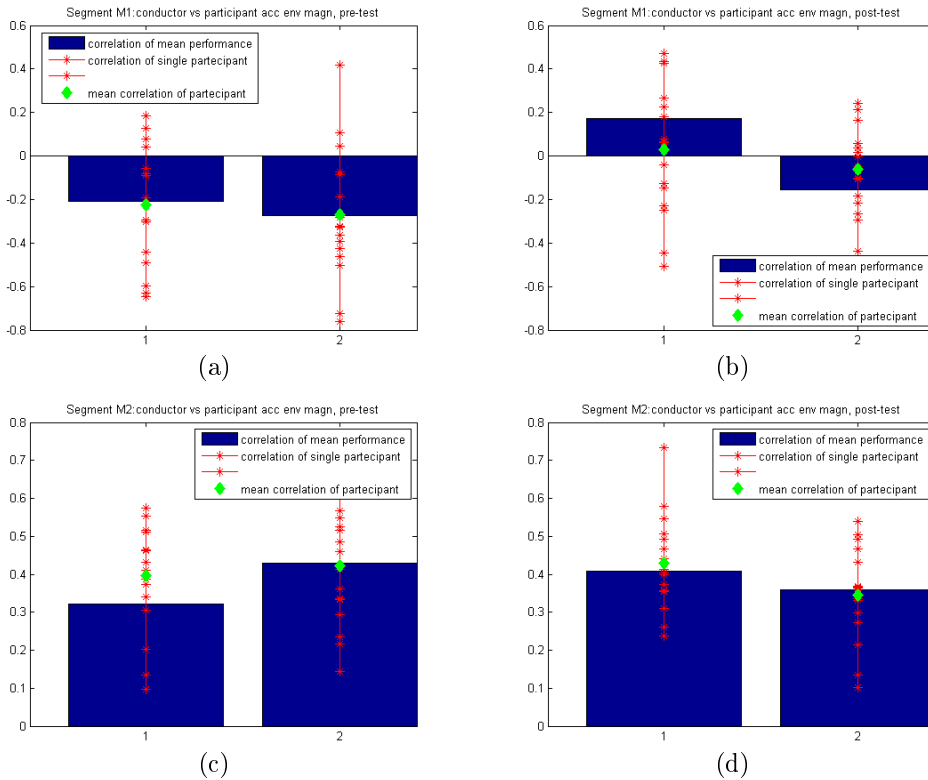 Segment M1:conductor vs participant acc env magn, pre-test
0.6
0.4
0.2
0
-0.2
-0.4
-0.6
-0.8
1 2
correlation of mean performance
correlation of single partecipant
mean correlation of partecipant
(a)
Segment M1:conductor vs participant acc env magn, post-test
0.6
0.4
0.2
0
-0.2
-0.4
-0.6
-0.8
1 2
correlation of mean performance
correlation of single partecipant
mean correlation of partecipant
(b)
Segment M2:conductor vs participant acc env magn, pre-test
0.8
0.7
0.6
0.5
0.4
0.3
0.2
0.1
0
1 2
correlation of mean performance
correlation of single partecipant
mean correlation of partecipant
(c)
Segment M2:conductor vs participant acc env magn, post-test
0.8
0.7
0.6
0.5
0.4
0.3
0.2
0.1
0
1 2
correlation of mean performance
correlation of single partecipant
mean correlation of partecipant
(d)